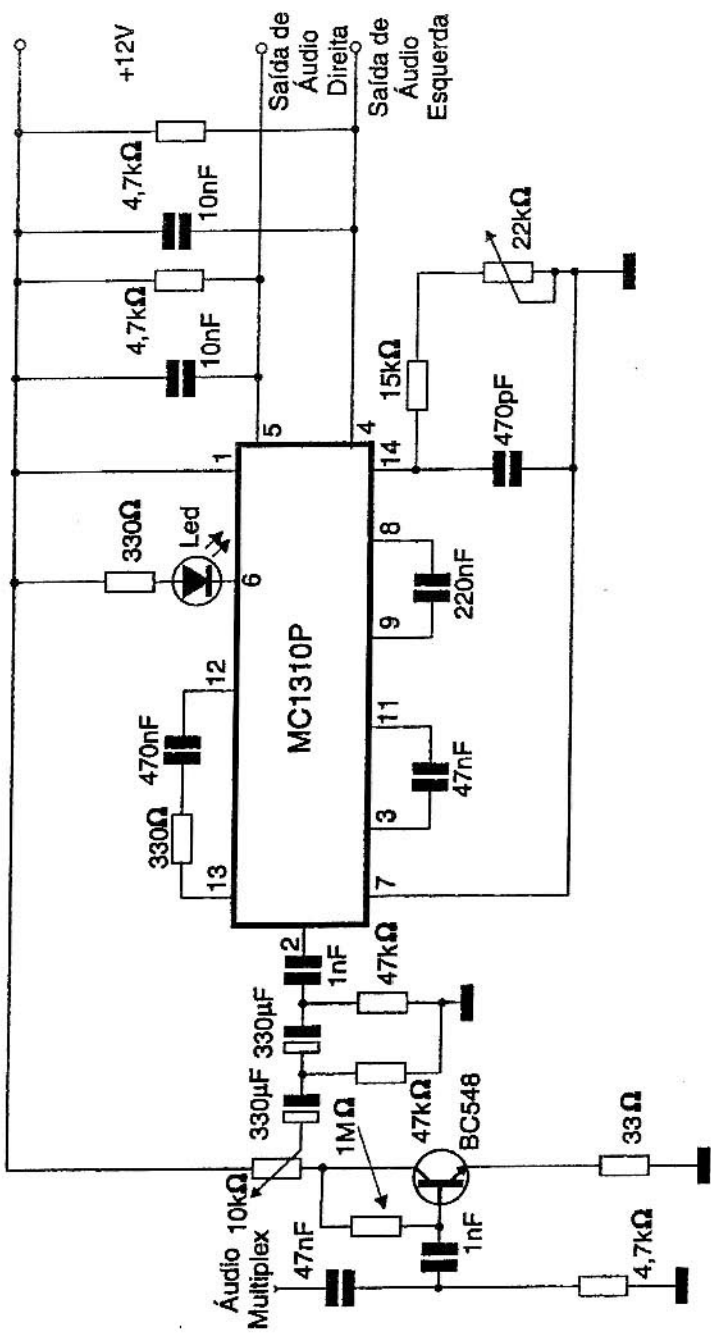 +12V
4,7kΩ
10nF
4,7kΩ
10nF
Saída de
Áudio
Direita
Saída de
Áudio
Esquerda
330Ω
Led
1
5
6
4
14
15kΩ
22kΩ
470pF
470nF
330Ω
12
13
MC1310P
8
9
220nF
11
3
47nF
7
2
1nF
47kΩ
330µF
330µF
47kΩ
10kΩ
1MΩ
BC548
33Ω
Áudio
Multiplex
47nF
1nF
4,7kΩ